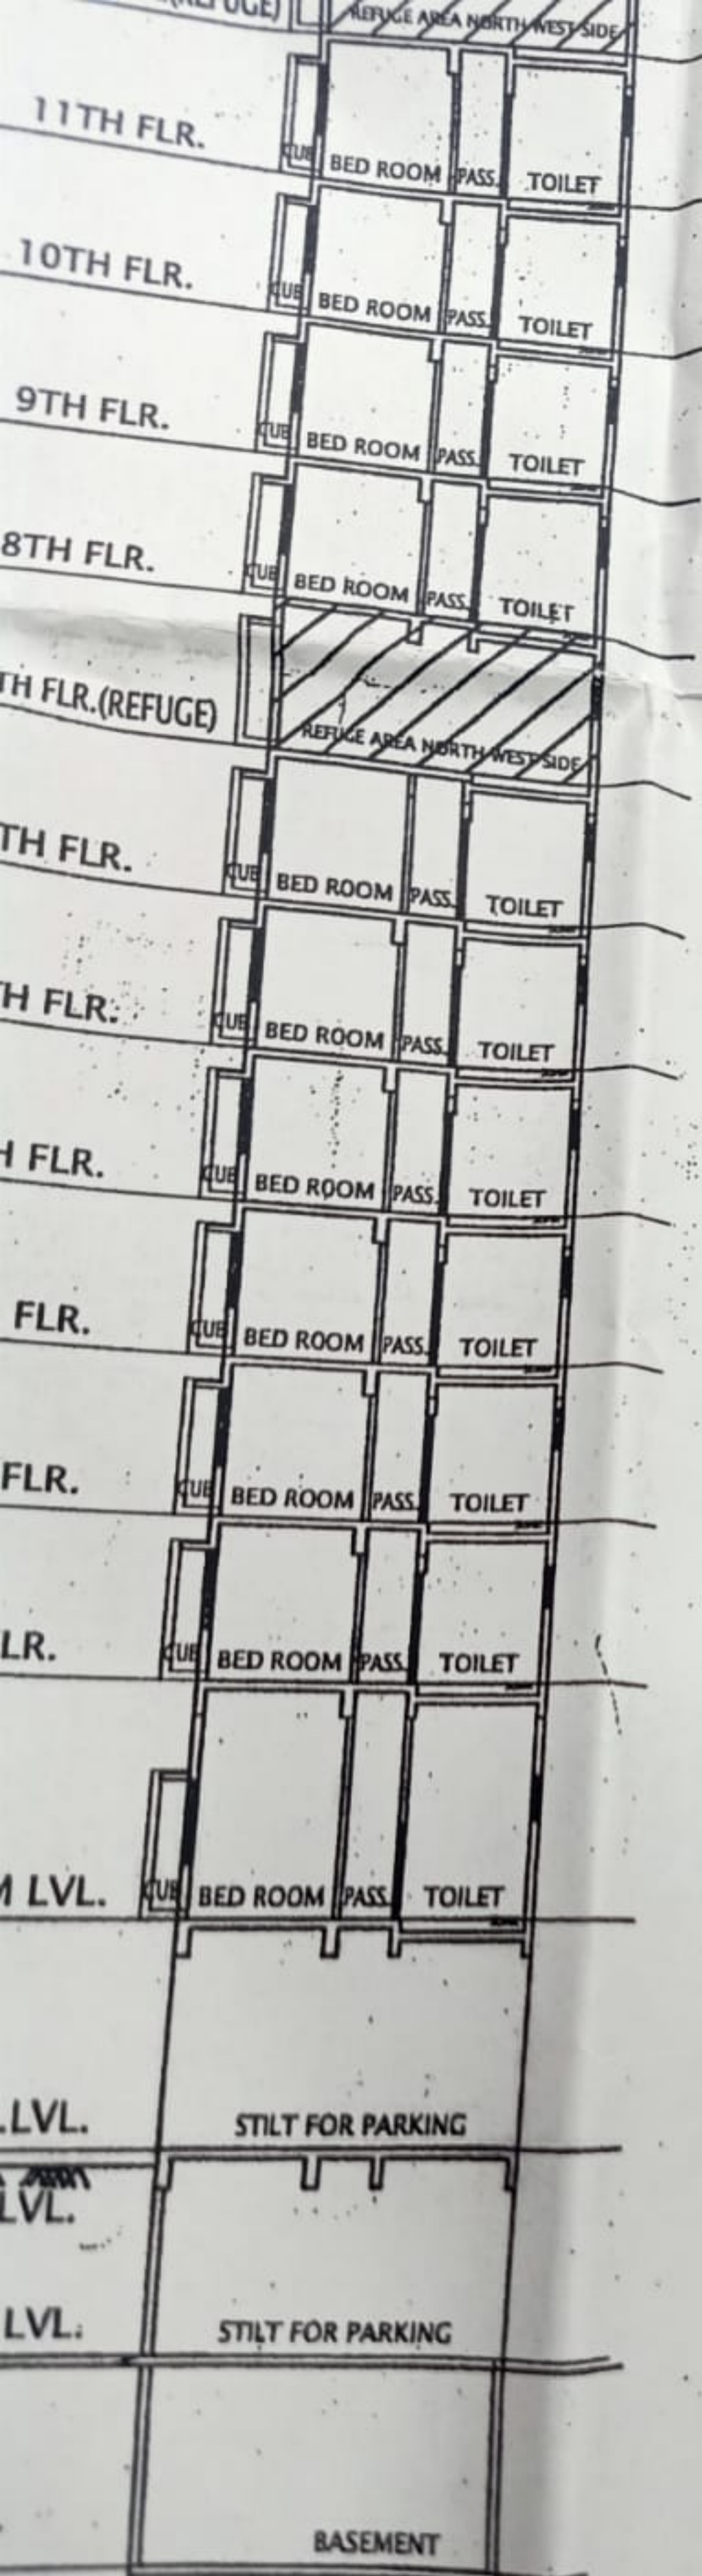 (REFUGE)
REFUGE AREA NORTH WEST SIDE
11TH FLR.
CUB BED ROOM PASS. TOILET
10TH FLR.
CUB BED ROOM PASS. TOILET
9TH FLR.
CUB BED ROOM PASS. TOILET
8TH FLR.
CUB BED ROOM PASS. TOILET
TH FLR.(REFUGE)
REFUGE AREA NORTH WEST SIDE
TH FLR.
CUB BED ROOM PASS. TOILET
TH FLR.
CUB BED ROOM PASS. TOILET
H FLR.
CUB BED ROOM PASS. TOILET
FLR.
CUB BED ROOM PASS. TOILET
FLR.
CUB BED ROOM PASS. TOILET
LR.
CUB BED ROOM PASS. TOILET
M LVL.
CUB BED ROOM PASS. TOILET
.LVL.
STILT FOR PARKING
LVL.
LVL.
STILT FOR PARKING
BASEMENT